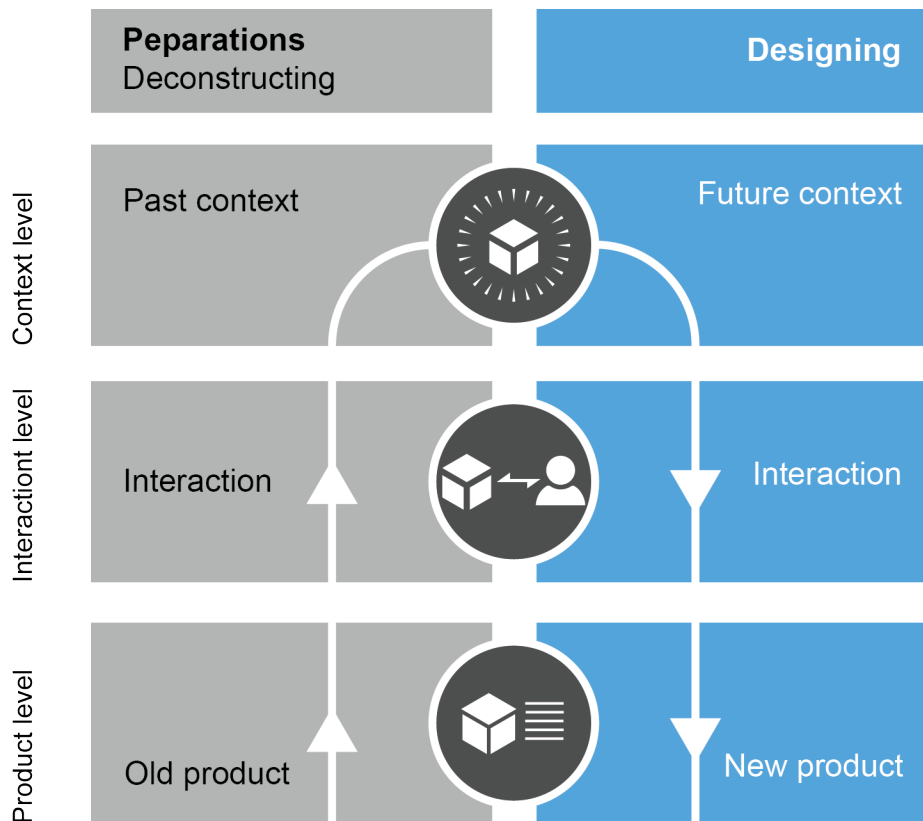 Peparations
Deconstructing
Designing
Context level
Past context
Future context
Interactiont level
Interaction
Interaction
Product level
Old product
New product